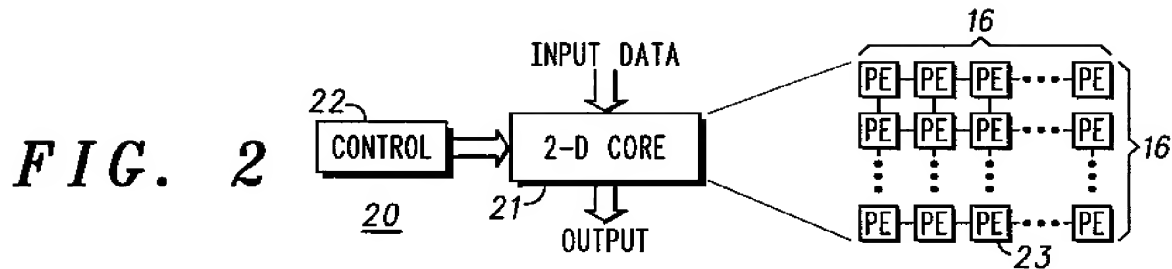 FIG. 2
20
22
CONTROL
INPUT DATA
2-D CORE
21
OUTPUT
16
PE PE PE PE
PE PE PE PE
PE PE PE PE
23
16